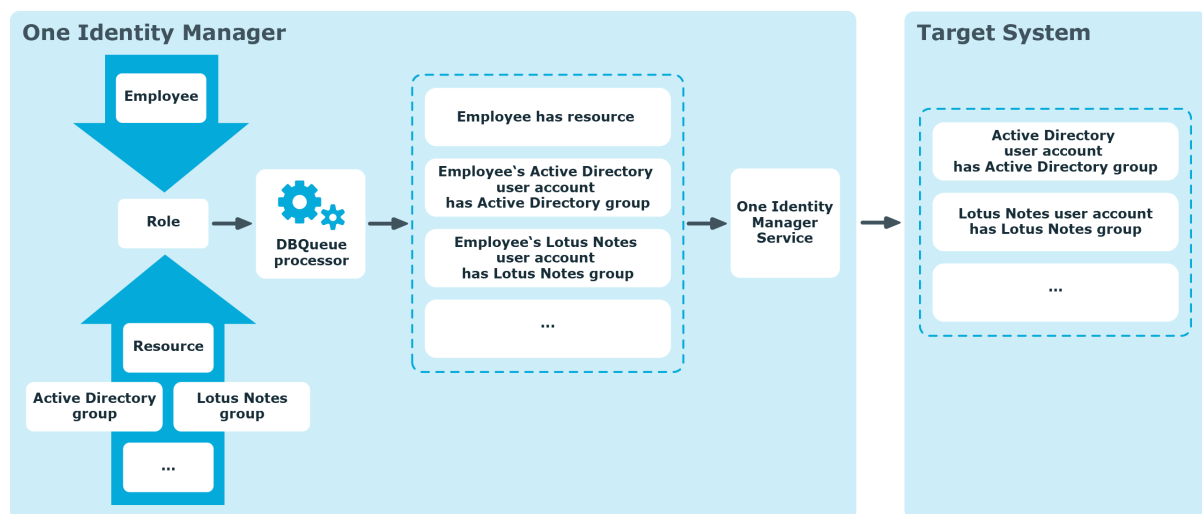 One Identity Manager
Employee
Role
Resource
Active Directory
group
Lotus Notes
group
...
DBQueue
processor
Employee has resource
Employee‘s Active Directory
user account
has Active Directory group
Employee‘s Lotus Notes
user account
has Lotus Notes group
...
One Identity
Manager
Service
Target System
Active Directory
user account
has Active Directory group
Lotus Notes user account
has Lotus Notes group
...